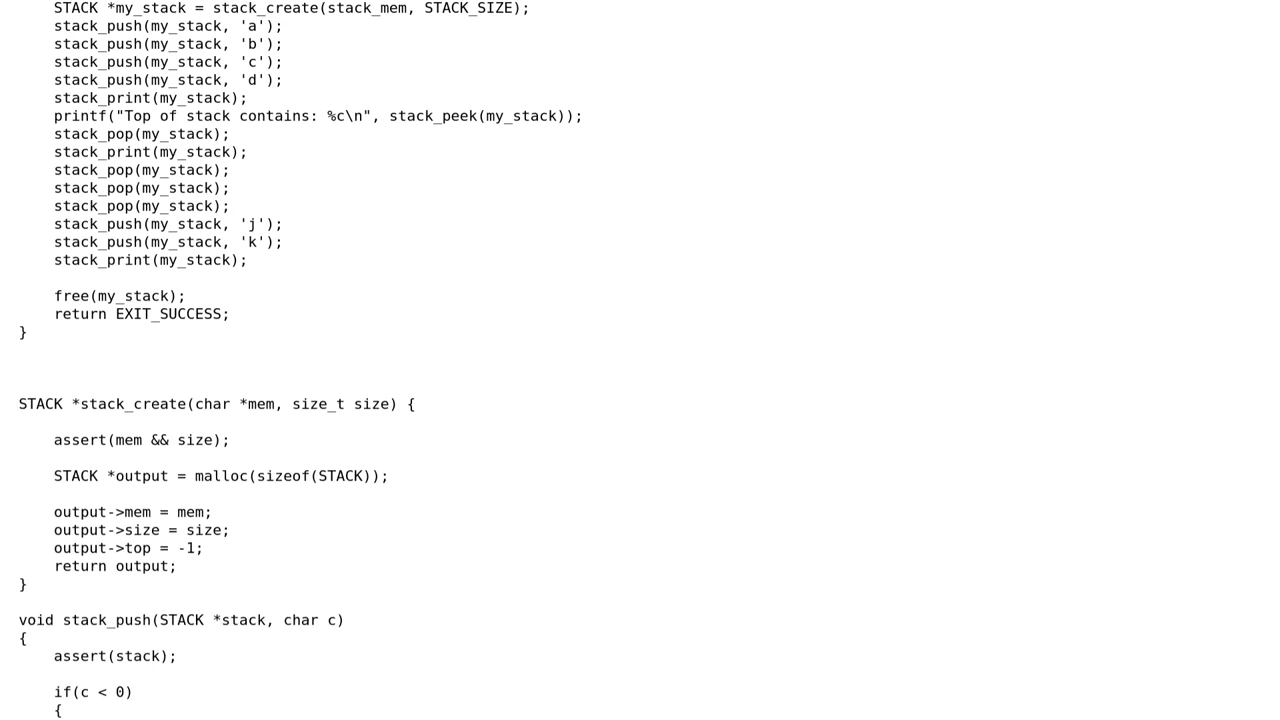 STACK *my_stack = stack_create(stack_mem, STACK_SIZE);
stack_push(my_stack, 'a');
stack_push(my_stack, 'b');
stack_push(my_stack, 'c');
stack_push(my_stack, 'd');
stack_print(my_stack);
printf("Top of stack contains: %c\n", stack_peek(my_stack));
stack_pop(my_stack);
stack_print(my_stack);
stack_pop(my_stack);
stack_pop(my_stack);
stack_pop(my_stack);
stack_push(my_stack, 'j');
stack_push(my_stack, 'k');
stack_print(my_stack);
free(my_stack);
return EXIT_SUCCESS;
}
STACK *stack_create(char *mem, size_t size) {
assert(mem && size);
STACK *output = malloc(sizeof(STACK));
output->mem = mem;
output->size = size;
output->top = -1;
return output;
}
void stack_push(STACK *stack, char c)
{
assert(stack);
if(c < 0)
{